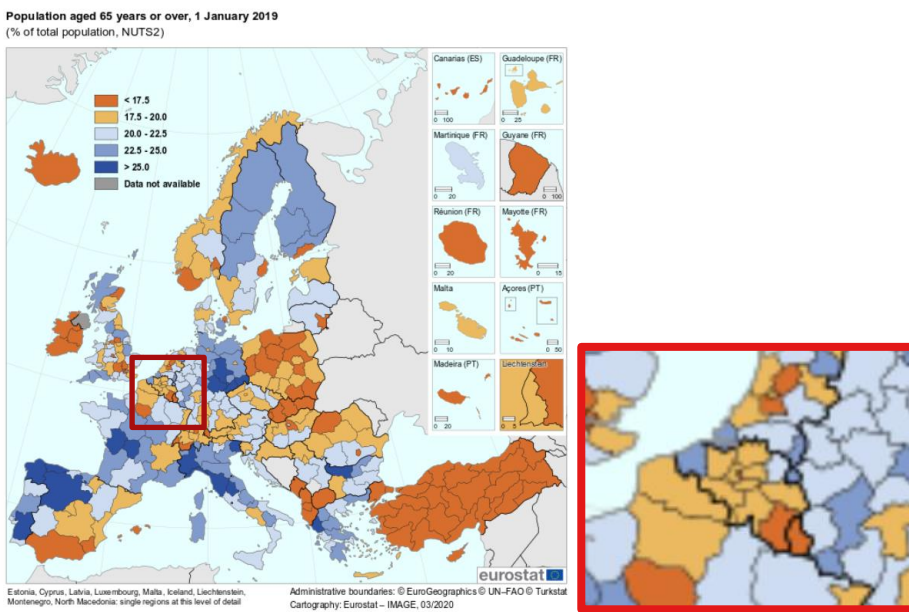 Population aged 65 years or over, 1 January 2019
(% of total population, NUTS2)
< 17.5
17.5 - 20.0
20.0 - 22.5
22.5 - 25.0
> 25.0
Data not available
Canarias (ES)
0 100
Guadeloupe (FR)
0 25
Martinique (FR)
0 20
Guyane (FR)
0 100
Réunion (FR)
0 20
Mayotte (FR)
0 15
Malta
0 10
Açores (PT)
0 50
Madeira (PT)
0 20
Liechtenstein
0 5
eurostat
Estonia, Cyprus, Latvia, Luxembourg, Malta, Iceland, Liechtenstein,
Montenegro, North Macedonia: single regions at this level of detail
Administrative boundaries: © EuroGeographics © UN–FAO © Turkstat
Cartography: Eurostat – IMAGE, 03/2020